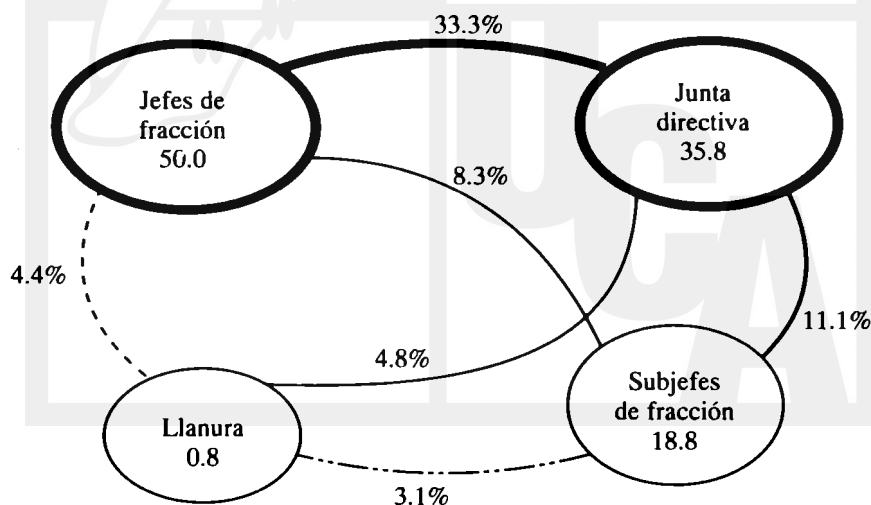 33.3%
Jefes de
fracción
50.0
Junta
directiva
35.8
8.3%
4.4%
11.1%
4.8%
Llanura
0.8
Subjefes
de fracción
18.8
3.1%
UCA